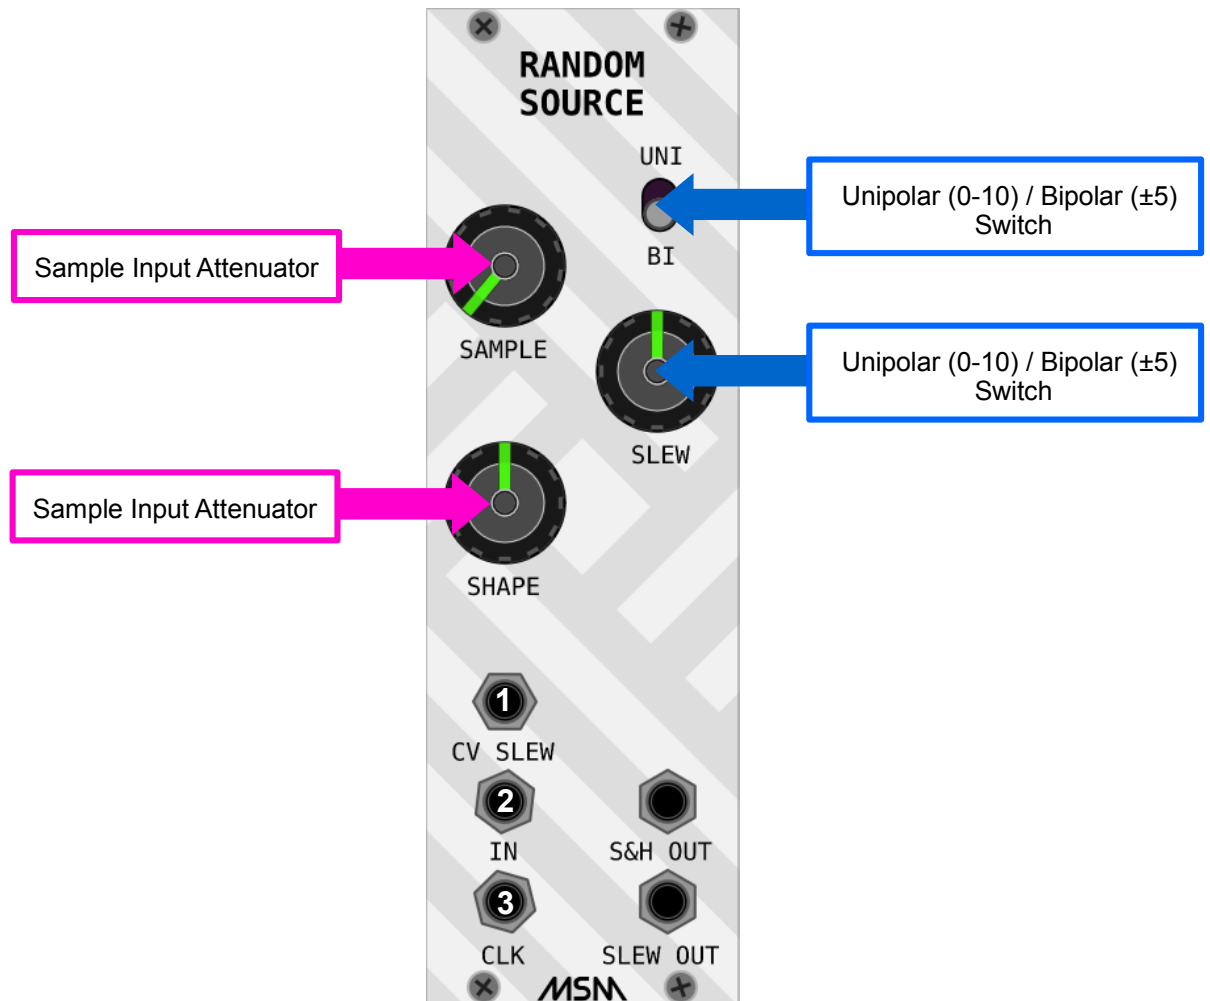 RANDOM
SOURCE
UNI
Unipolar (0-10) / Bipolar (±5)
Switch
BI
Sample Input Attenuator
SAMPLE
Unipolar (0-10) / Bipolar (±5)
Switch
SLEW
Sample Input Attenuator
SHAPE
1
CV SLEW
2
IN
S&H OUT
3
CLK
SLEW OUT
MSM